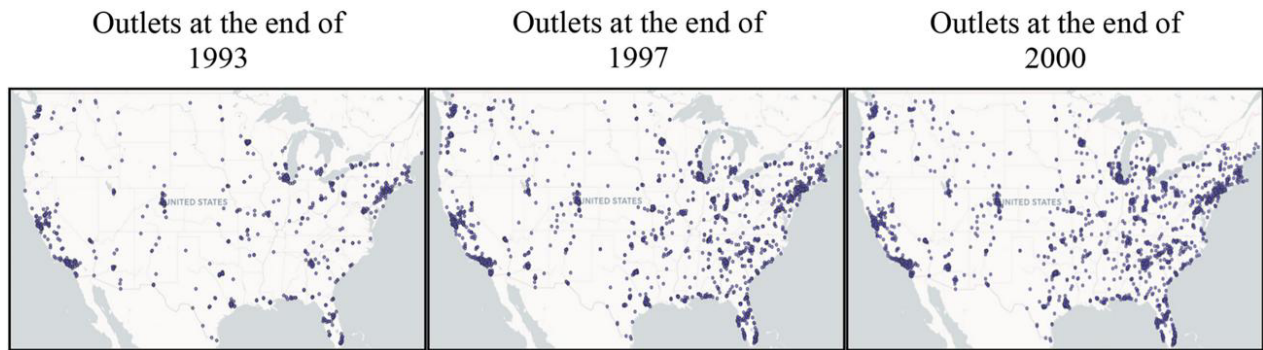 Outlets at the end of
1993
Outlets at the end of
1997
Outlets at the end of
2000
UNITED STATES
UNITED STATES
UNITED STATES